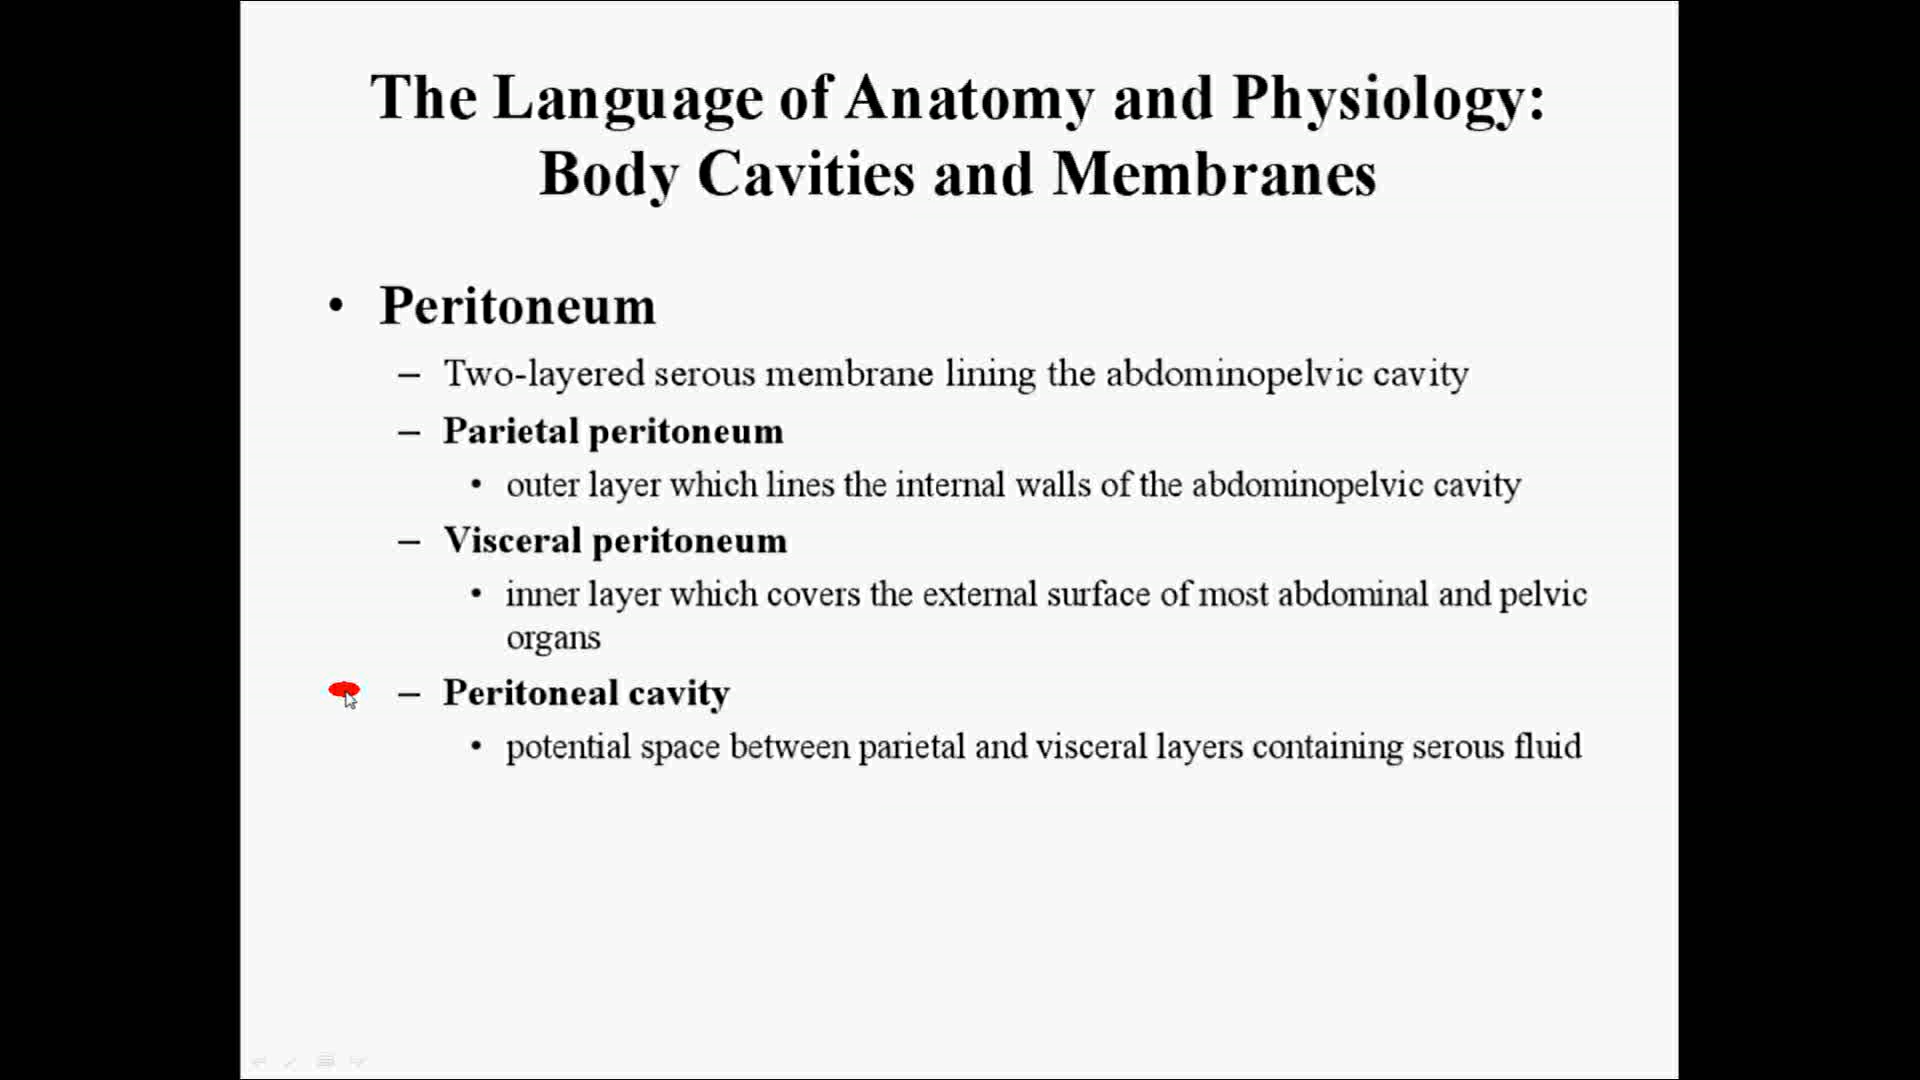 The Language of Anatomy and Physiology:
Body Cavities and Membranes
• Peritoneum
– Two-layered serous membrane lining the abdominopelvic cavity
– Parietal peritoneum
• outer layer which lines the internal walls of the abdominopelvic cavity
– Visceral peritoneum
• inner layer which covers the external surface of most abdominal and pelvic
organs
– Peritoneal cavity
• potential space between parietal and visceral layers containing serous fluid